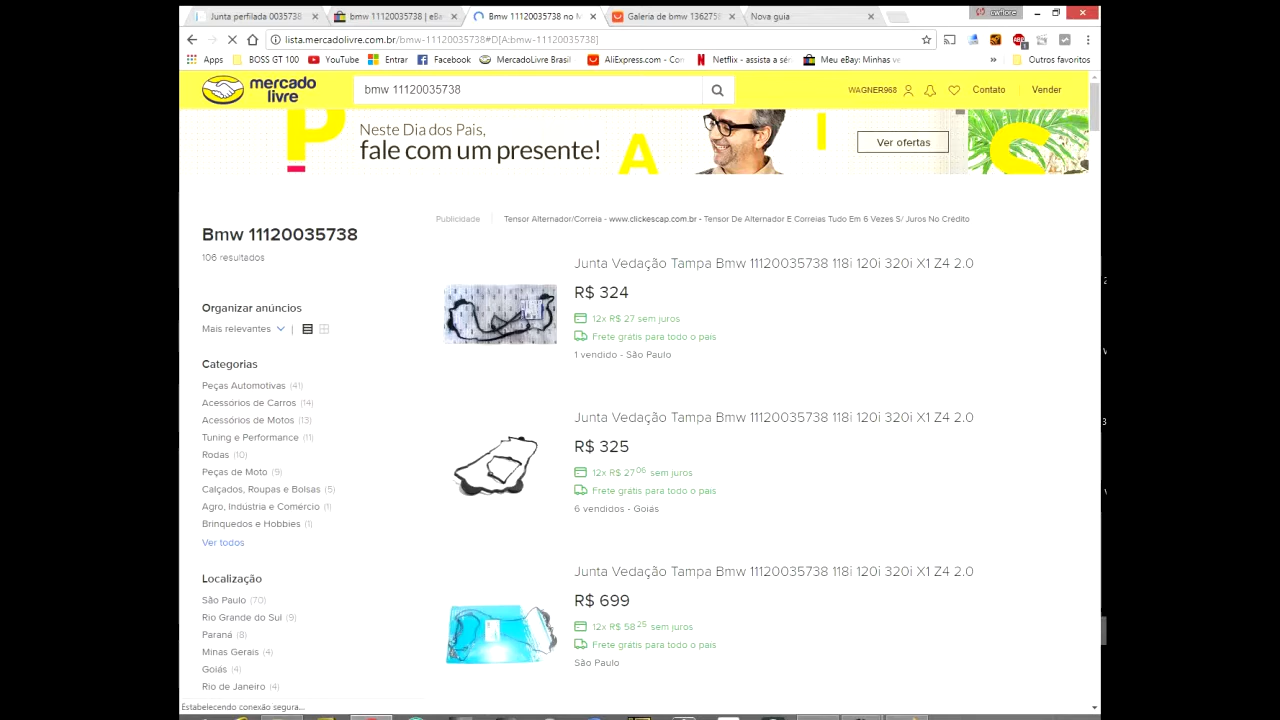 Junta perfilada 0035738
bmw 11120035738 | eBa
Bmw 11120035738 no M
Galeria de bmw 136275
Nova guia
lista.mercadolivre.com.br/bmw-11120035738#D[A:bmw-11120035738]
Apps
BOSS GT 100
YouTube
Entrar
Facebook
MercadoLivre Brasil
AliExpress.com - Co
Netflix - assista a sé
Meu eBay: Minhas
»
Outros favoritos
mercado
livre
bmw 11120035738
WAGNER968
Contato
Vender
PAIS
Neste Dia dos Pais,
fale com um presente!
Ver ofertas
Publicidade
Tensor Alternador/Correia - www.clickescap.com.br - Tensor De Alternador E Correias Tudo Em 6 Vezes S/ Juros No Crédito
Bmw 11120035738
106 resultados
Organizar anúncios
Mais relevantes
Categorias
Peças Automotivas (41)
Acessórios de Carros (14)
Acessórios de Motos (13)
Tuning e Performance (11)
Rodas (10)
Peças de Moto (9)
Calçados, Roupas e Bolsas (5)
Agro, Indústria e Comércio (1)
Brinquedos e Hobbies (1)
Ver todos
Localização
São Paulo (70)
Rio Grande do Sul (9)
Paraná (8)
Minas Gerais (4)
Goiás (4)
Rio de Janeiro (4)
Junta Vedação Tampa Bmw 11120035738 118i 120i 320i X1 Z4 2.0
R$ 324
12x R$ 27 sem juros
Frete grátis para todo o país
1 vendido - São Paulo
Junta Vedação Tampa Bmw 11120035738 118i 120i 320i X1 Z4 2.0
R$ 325
12x R$ 27 06 sem juros
Frete grátis para todo o país
6 vendidos - Goiás
Junta Vedação Tampa Bmw 11120035738 118i 120i 320i X1 Z4 2.0
R$ 699
12x R$ 58 25 sem juros
Frete grátis para todo o país
São Paulo
Estabelecendo conexão segura...